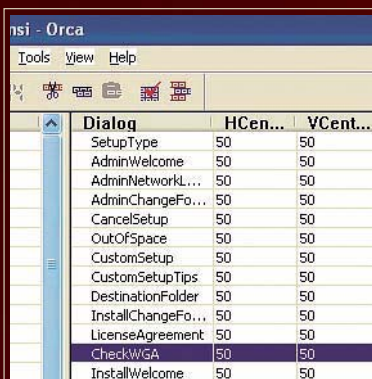 nsi - Orca
Tools View Help
Dialog HCen... VCent...
SetupType 50 50
AdminWelcome 50 50
AdminNetworkL... 50 50
AdminChangeFo... 50 50
CancelSetup 50 50
OutOfSpace 50 50
CustomSetup 50 50
CustomSetupTips 50 50
DestinationFolder 50 50
InstallChangeFo... 50 50
LicenseAgreement 50 50
CheckWGA 50 50
InstallWelcome 50 50